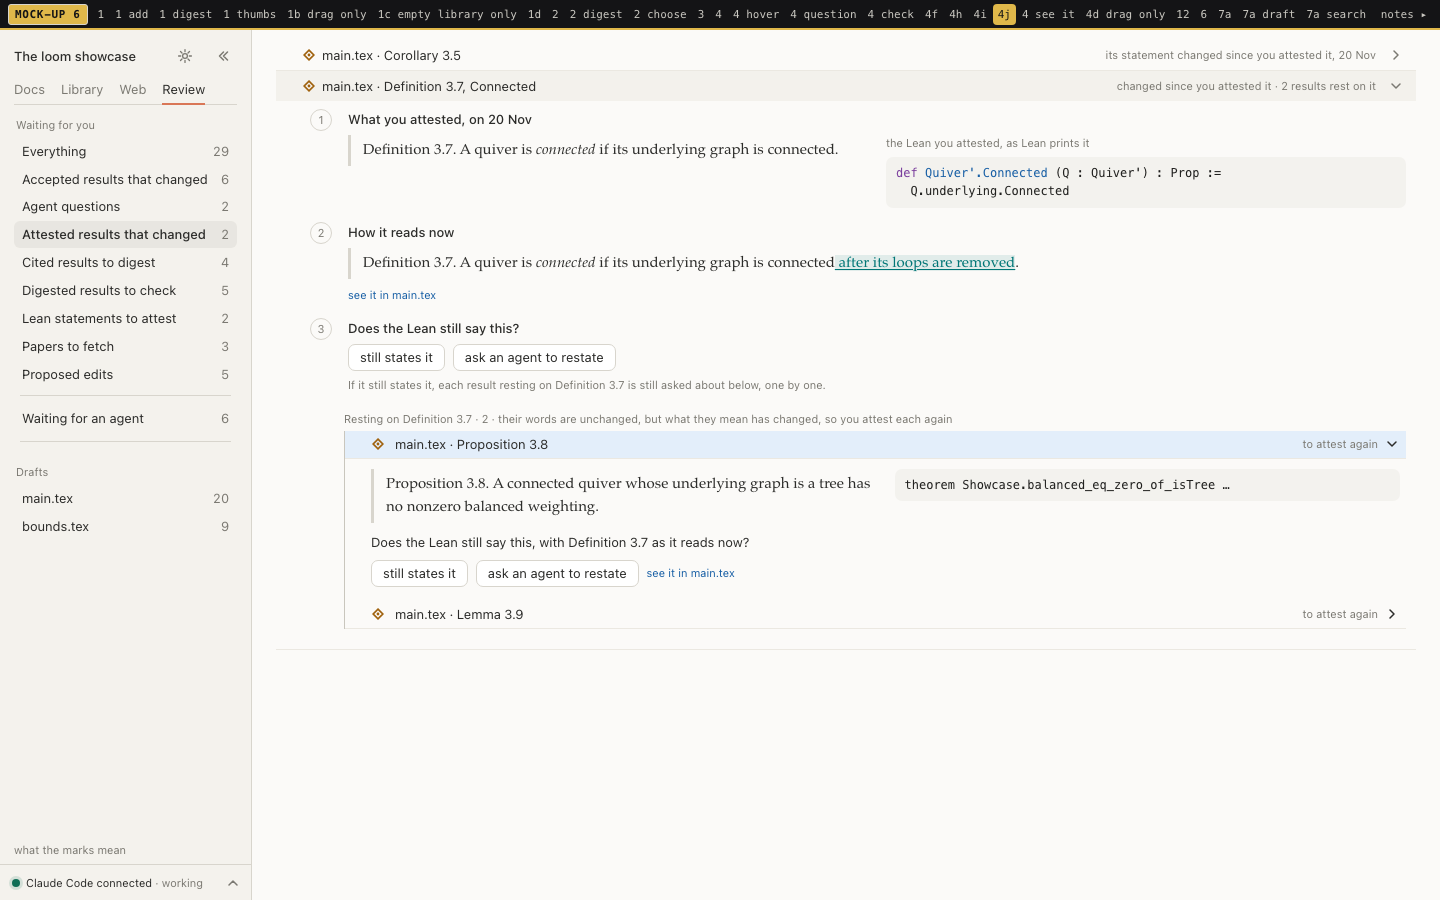 MOCK-UP 6 1 1 add 1 digest 1 thumbs 1b drag only 1c empty library only 1d 2 2 digest 2 choose 3 4 4 hover 4 question 4 check 4f 4h 4i 4j 4 see it 4d drag only 12 6 7a 7a draft 7a search notes ▸
The loom showcase
Docs Library Web Review
Waiting for you
Everything 29
Accepted results that changed 6
Agent questions 2
Attested results that changed 2
Cited results to digest 4
Digested results to check 5
Lean statements to attest 2
Papers to fetch 3
Proposed edits 5
Waiting for an agent 6
Drafts
main.tex 20
bounds.tex 9
what the marks mean
Claude Code connected · working
main.tex · Corollary 3.5 its statement changed since you attested it, 20 Nov
main.tex · Definition 3.7, Connected changed since you attested it · 2 results rest on it
1 What you attested, on 20 Nov
Definition 3.7. A quiver is connected if its underlying graph is connected.
the Lean you attested, as Lean prints it
def Quiver'.Connected (Q : Quiver') : Prop :=
Q.underlying.Connected
2 How it reads now
Definition 3.7. A quiver is connected if its underlying graph is connected after its loops are removed.
see it in main.tex
3 Does the Lean still say this?
still states it ask an agent to restate
If it still states it, each result resting on Definition 3.7 is still asked about below, one by one.
Resting on Definition 3.7 · 2 · their words are unchanged, but what they mean has changed, so you attest each again
main.tex · Proposition 3.8 to attest again
Proposition 3.8. A connected quiver whose underlying graph is a tree has
no nonzero balanced weighting.
theorem Showcase.balanced_eq_zero_of_isTree …
Does the Lean still say this, with Definition 3.7 as it reads now?
still states it ask an agent to restate see it in main.tex
main.tex · Lemma 3.9 to attest again